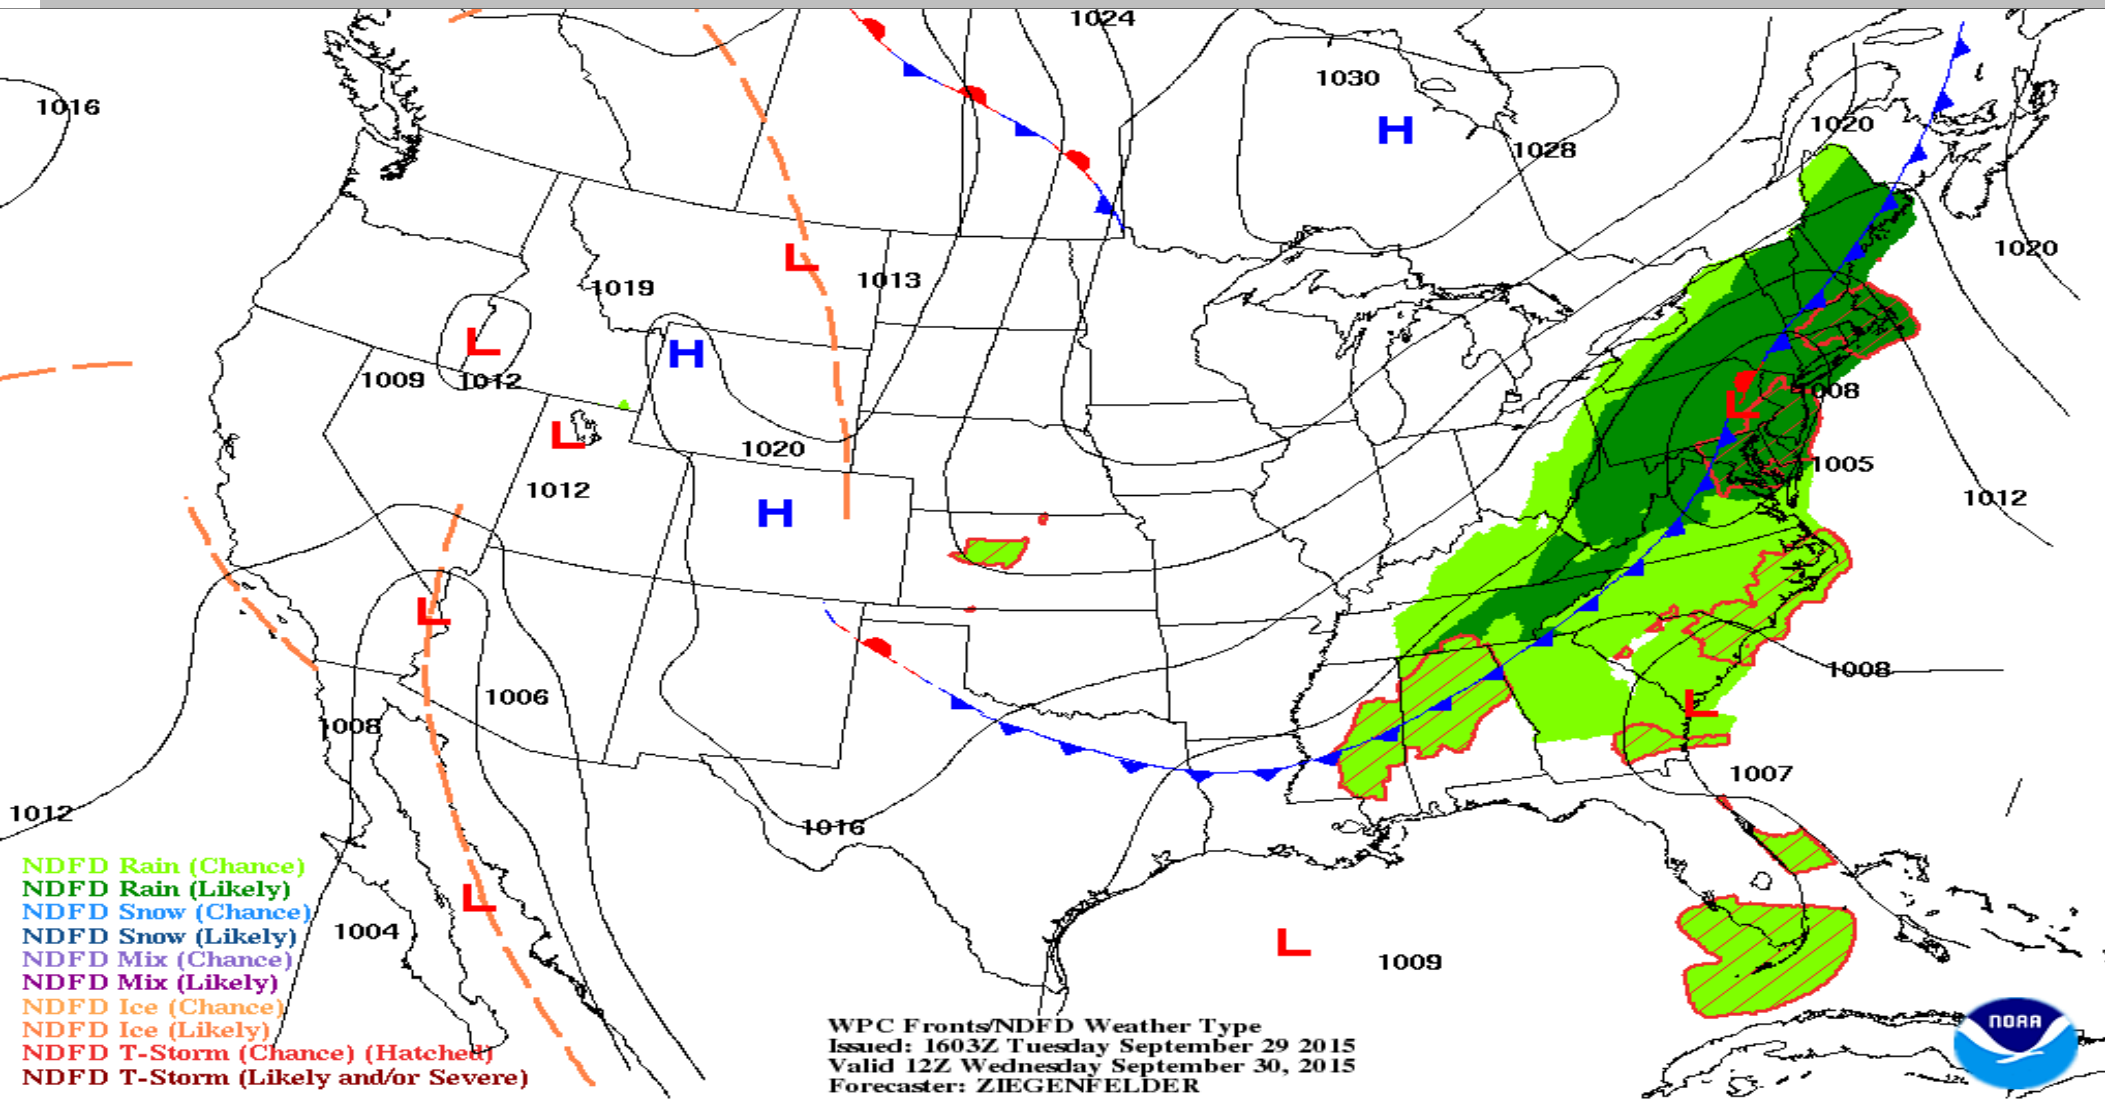 1024
1016
1030
H
1020
1028
1020
L
1019
1013
L
H
1009
1012
1008
L
L
1020
1005
1012
1012
H
L
1008
1006
L
1008
1007
1012
1016
L
1004
L
1009
NDFD Rain (Chance)
NDFD Rain (Likely)
NDFD Snow (Chance)
NDFD Snow (Likely)
NDFD Mix (Chance)
NDFD Mix (Likely)
NDFD Ice (Chance)
NDFD Ice (Likely)
NDFD T-Storm (Chance) (Hatched)
NDFD T-Storm (Likely and/or Severe)
WPC Fronts/NDFD Weather Type
Issued: 1603Z Tuesday September 29 2015
Valid 12Z Wednesday September 30, 2015
Forecaster: ZIEGENFELDER
NOAA